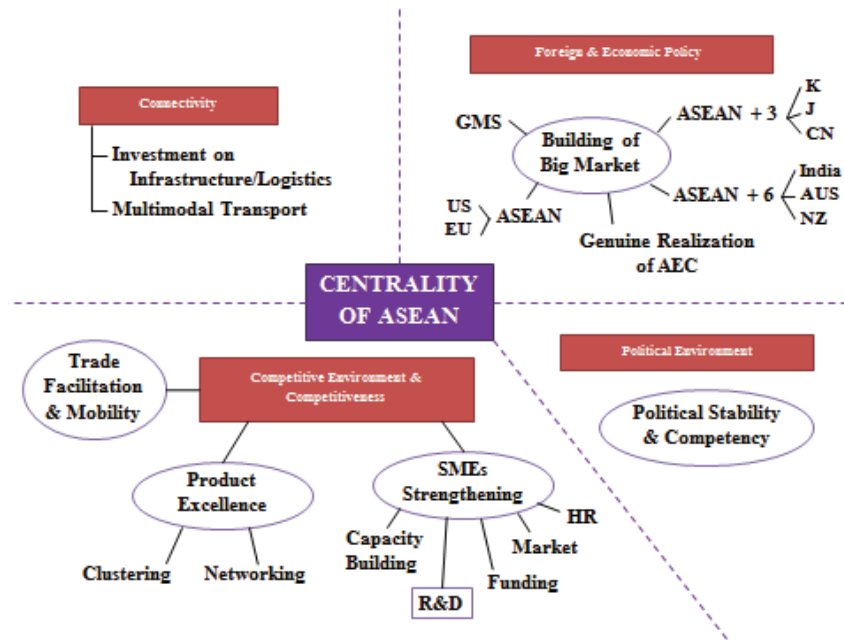 Connectivity
Investment on
Infrastructure/Logistics
Multimodal Transport
Foreign & Economic Policy
GMS
Building of
Big Market
ASEAN + 3
K
J
CN
ASEAN + 6
India
AUS
NZ
US
EU
ASEAN
Genuine Realization
of AEC
CENTRALITY
OF ASEAN
Trade
Facilitation
& Mobility
Competitive Environment &
Competitiveness
Product
Excellence
Clustering
Networking
SMEs
Strengthening
Capacity
Building
R&D
Funding
Market
HR
Political Environment
Political Stability
& Competency